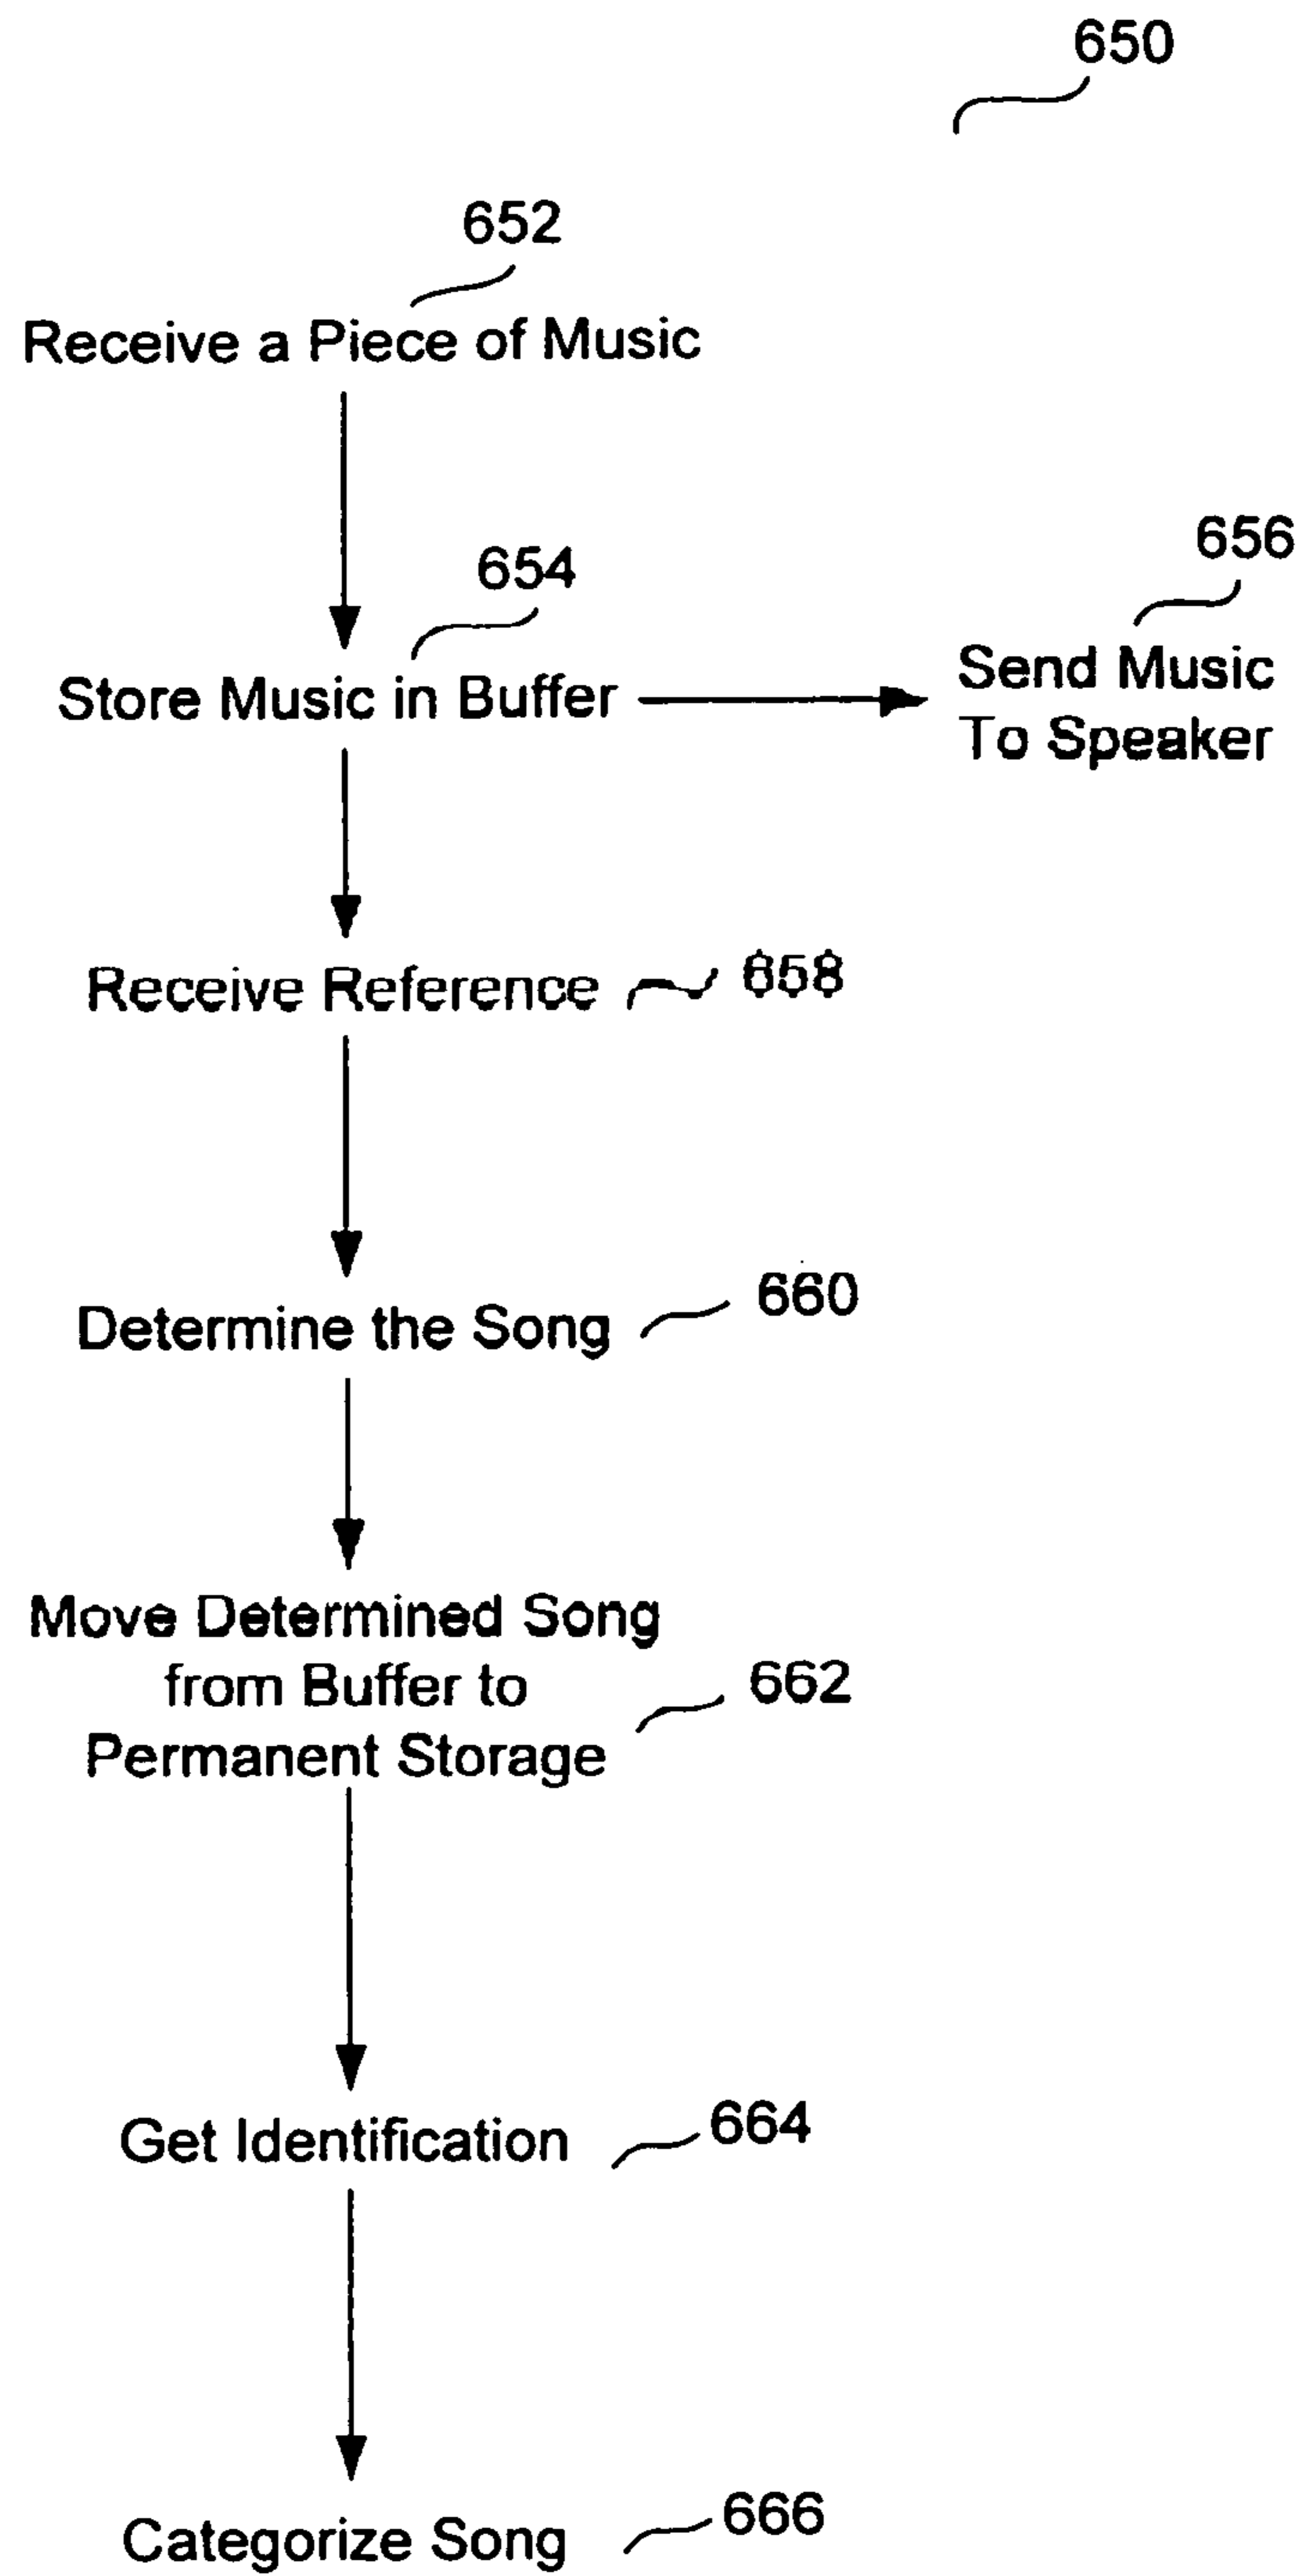 650
652
Receive a Piece of Music
654
Store Music in Buffer
656
Send Music
To Speaker
Receive Reference
658
Determine the Song
660
Move Determined Song
from Buffer to
Permanent Storage
662
Get Identification
664
Categorize Song
666